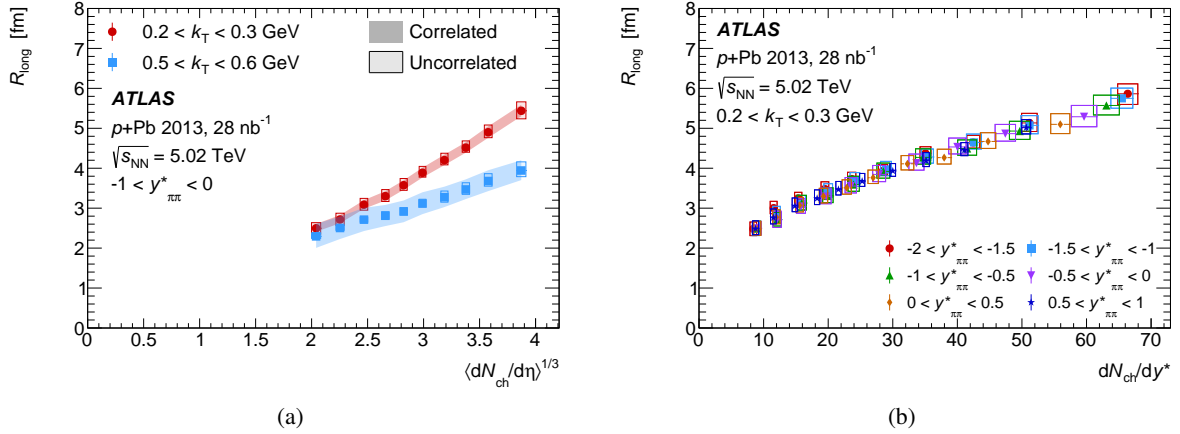 R_long [fm]
8
7
6
5
4
3
2
1
0
0.2 < k_T < 0.3 GeV
0.5 < k_T < 0.6 GeV
Correlated
Uncorrelated
ATLAS
p+Pb 2013, 28 nb⁻¹
√s_NN = 5.02 TeV
-1 < y*_ππ < 0
0 0.5 1 1.5 2 2.5 3 3.5 4
⟨dN_ch/dη⟩^1/3
(a)
R_long [fm]
8
7
6
5
4
3
2
1
0
ATLAS
p+Pb 2013, 28 nb⁻¹
√s_NN = 5.02 TeV
0.2 < k_T < 0.3 GeV
-2 < y*_ππ < -1.5
-1.5 < y*_ππ < -1
-1 < y*_ππ < -0.5
-0.5 < y*_ππ < 0
0 < y*_ππ < 0.5
0.5 < y*_ππ < 1
0 10 20 30 40 50 60 70
dN_ch/dy*
(b)